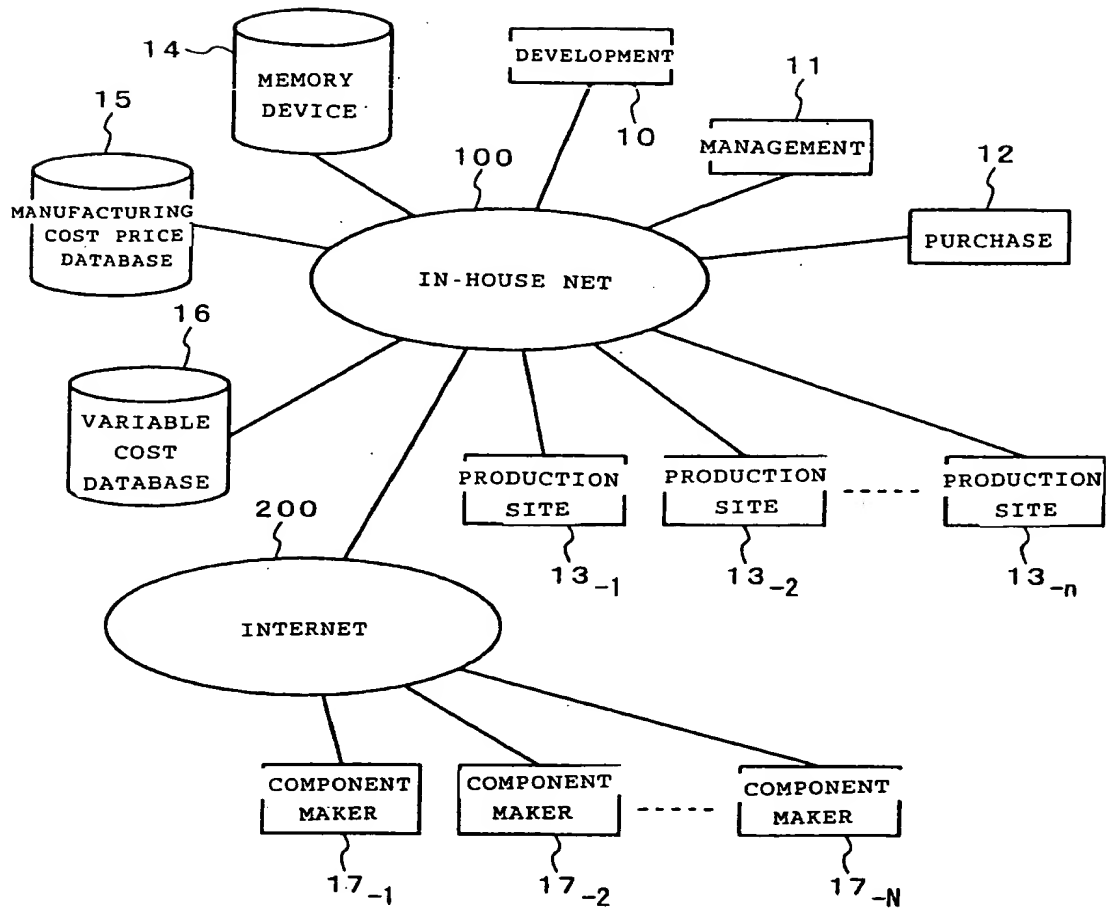 14
MEMORY
DEVICE
DEVELOPMENT
10
11
MANAGEMENT
15
MANUFACTURING
COST PRICE
DATABASE
100
IN-HOUSE NET
12
PURCHASE
16
VARIABLE
COST
DATABASE
PRODUCTION
SITE
13-1
PRODUCTION
SITE
13-2
PRODUCTION
SITE
13-n
200
INTERNET
COMPONENT
MAKER
17-1
COMPONENT
MAKER
17-2
COMPONENT
MAKER
17-N